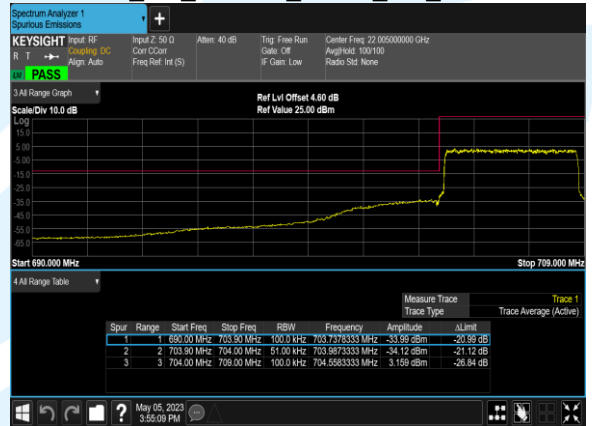 Spectrum Analyzer 1
Spurious Emissions
KEYSIGHT Input: RF Input Z: 50 Ω Atten: 40 dB Trig: Free Run Center Freq: 22.005000000 GHz
R T Coupling: DC Corr CCorr Gate: Off Avg|Hold: 100/100
Align: Auto Freq Ref: Int (S) IF Gain: Low Radio Std: None
LU PASS
3 All Range Graph
Ref Lvl Offset 4.60 dB
Scale/Div 10.0 dB Ref Value 25.00 dBm
Log
15.0
5.00
-5.00
-15.0
-25.0
-35.0
-45.0
-55.0
-65.0
Start 690.000 MHz Stop 709.000 MHz
4 All Range Table
Measure Trace Trace 1
Trace Type Trace Average (Active)
Spur Range Start Freq Stop Freq RBW Frequency Amplitude ΔLimit
1 1 690.00 MHz 703.90 MHz 100.0 kHz 703.7378333 MHz -33.99 dBm -20.99 dB
2 2 703.90 MHz 704.00 MHz 51.00 kHz 703.9873333 MHz -34.12 dBm -21.12 dB
3 3 704.00 MHz 709.00 MHz 100.0 kHz 704.5583333 MHz 3.159 dBm -26.84 dB
? May 05, 2023
3:55:09 PM